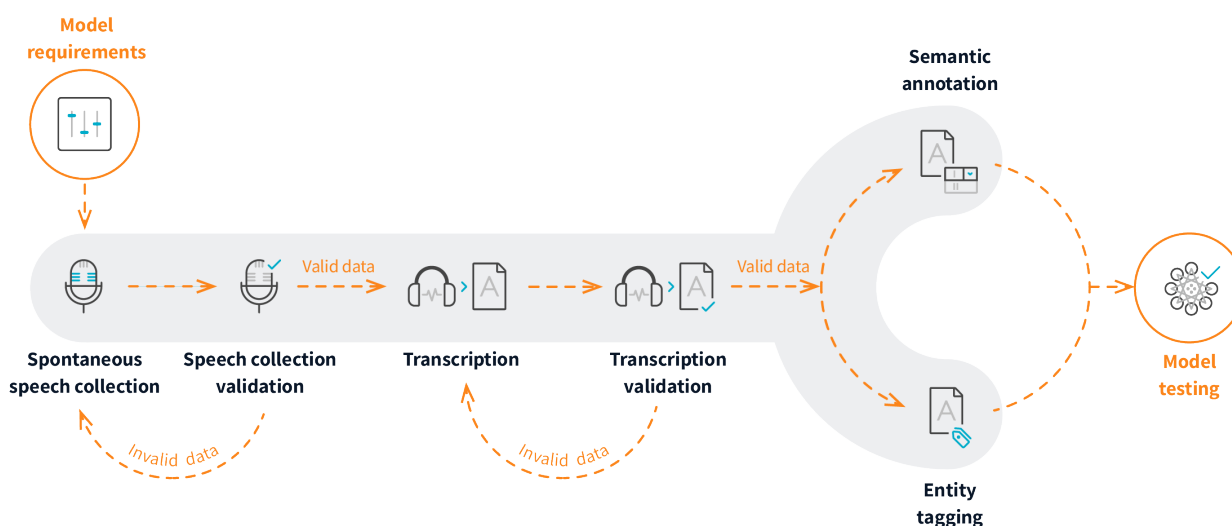 Model
requirements
Semantic
annotation
Valid data
Valid data
Spontaneous
speech collection
Speech collection
validation
Transcription
Transcription
validation
Model
testing
Invalid data
Invalid data
Entity
tagging